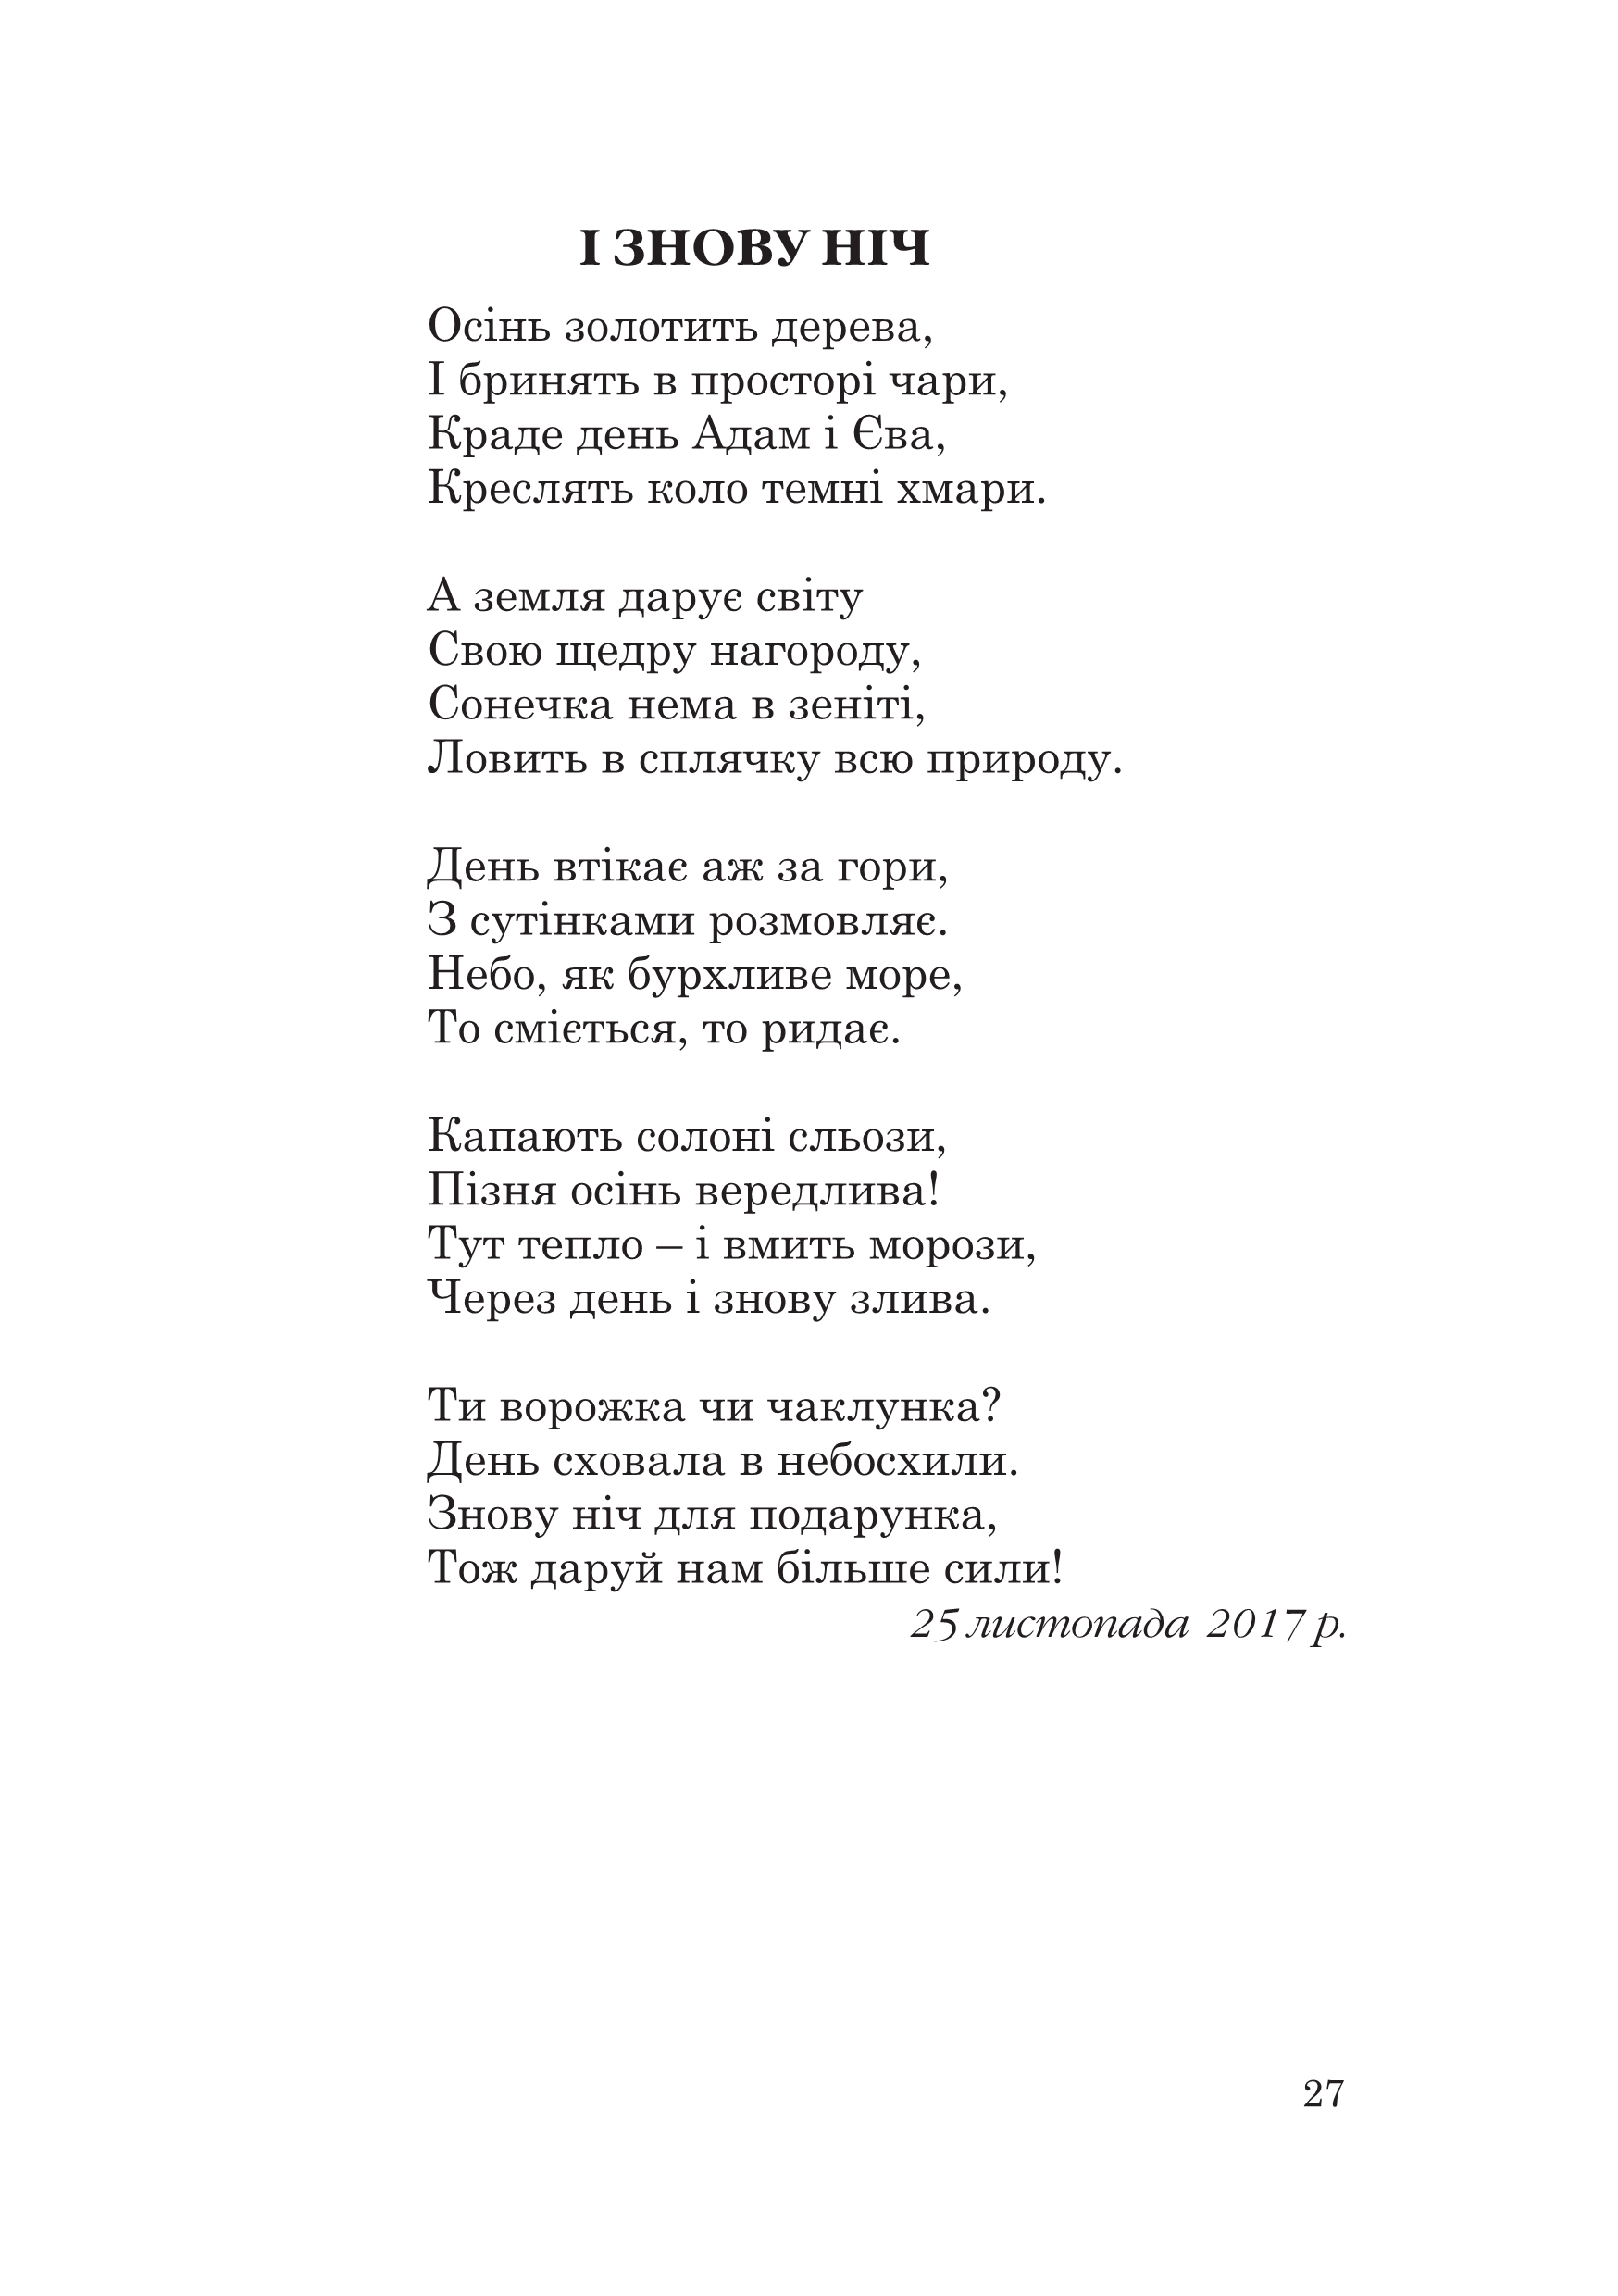 І ЗНОВУ НІЧ
Осінь золотить дерева,
І бринять в просторі чари,
Краде день Адам і Єва,
Креслять коло темні хмари.
А земля дарує світу
Свою щедру нагороду,
Сонечка нема в зеніті,
Ловить в сплячку всю природу.
День втікає аж за гори,
З сутінками розмовляє.
Небо, як бурхливе море,
То сміється, то ридає.
Капають солоні сльози,
Пізня осінь вередлива!
Тут тепло – і вмить морози,
Через день і знову злива.
Ти ворожка чи чаклунка?
День сховала в небосхили.
Знову ніч для подарунка,
Тож даруй нам більше сили!
25 листопада 2017 р.
27